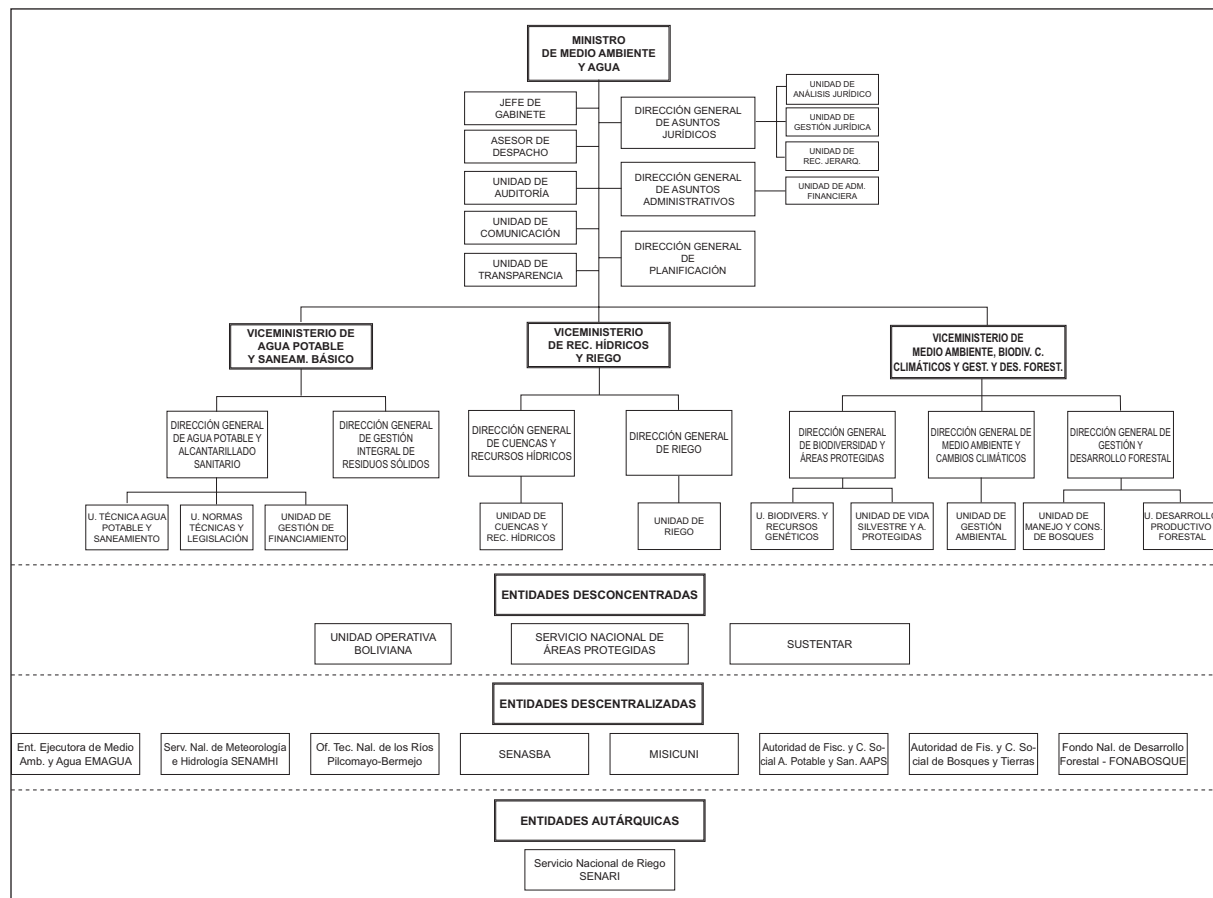 MINISTRO
DE MEDIO AMBIENTE
Y AGUA
JEFE DE
GABINETE
ASESOR DE
DESPACHO
UNIDAD DE
AUDITORÍA
UNIDAD DE
COMUNICACIÓN
UNIDAD DE
TRANSPARENCIA
DIRECCIÓN GENERAL
DE ASUNTOS
JURÍDICOS
DIRECCIÓN GENERAL
DE ASUNTOS
ADMINISTRATIVOS
DIRECCIÓN GENERAL
DE
PLANIFICACIÓN
UNIDAD DE
ANÁLISIS JURÍDICO
UNIDAD DE
GESTIÓN JURÍDICA
UNIDAD DE
REC. JERARQ.
UNIDAD DE ADM.
FINANCIERA
VICEMINISTERIO DE
AGUA POTABLE
Y SANEAM. BÁSICO
VICEMINISTERIO
DE REC. HÍDRICOS
Y RIEGO
VICEMINISTERIO DE
MEDIO AMBIENTE, BIODIV. C.
CLIMÁTICOS Y GEST. Y DES. FOREST.
DIRECCIÓN GENERAL
DE AGUA POTABLE Y
ALCANTARILLADO
SANITARIO
DIRECCIÓN GENERAL
DE GESTIÓN
INTEGRAL DE
RESIDUOS SÓLIDOS
DIRECCIÓN GENERAL
DE CUENCAS Y
RECURSOS HÍDRICOS
DIRECCIÓN GENERAL
DE RIEGO
DIRECCIÓN GENERAL
DE BIODIVERSIDAD Y
ÁREAS PROTEGIDAS
DIRECCIÓN GENERAL DE
MEDIO AMBIENTE Y
CAMBIOS CLIMÁTICOS
DIRECCIÓN GENERAL DE
GESTIÓN Y
DESARROLLO FORESTAL
U. TÉCNICA AGUA
POTABLE Y
SANEAMIENTO
U. NORMAS
TÉCNICAS Y
LEGISLACIÓN
UNIDAD DE
GESTIÓN DE
FINANCIAMIENTO
UNIDAD DE
CUENCAS Y
REC. HÍDRICOS
UNIDAD DE
RIEGO
U. BIODIVERS. Y
RECURSOS
GENÉTICOS
UNIDAD DE VIDA
SILVESTRE Y A.
PROTEGIDAS
UNIDAD DE
GESTIÓN
AMBIENTAL
UNIDAD DE
MANEJO Y CONS.
DE BOSQUES
U. DESARROLLO
PRODUCTIVO
FORESTAL
ENTIDADES DESCONCENTRADAS
UNIDAD OPERATIVA
BOLIVIANA
SERVICIO NACIONAL DE
ÁREAS PROTEGIDAS
SUSTENTAR
ENTIDADES DESCENTRALIZADAS
Ent. Ejecutora de Medio
Amb. y Agua EMAGUA
Serv. Nal. de Meteorología
e Hidrología SENAMHI
Of. Tec. Nal. de los Ríos
Pilcomayo-Bermejo
SENASBA
MISICUNI
Autoridad de Fisc. y C. So-
cial A. Potable y San. AAPS
Autoridad de Fis. y C. So-
cial de Bosques y Tierras
Fondo Nal. de Desarrollo
Forestal - FONABOSQUE
ENTIDADES AUTÁRQUICAS
Servicio Nacional de Riego
SENARI